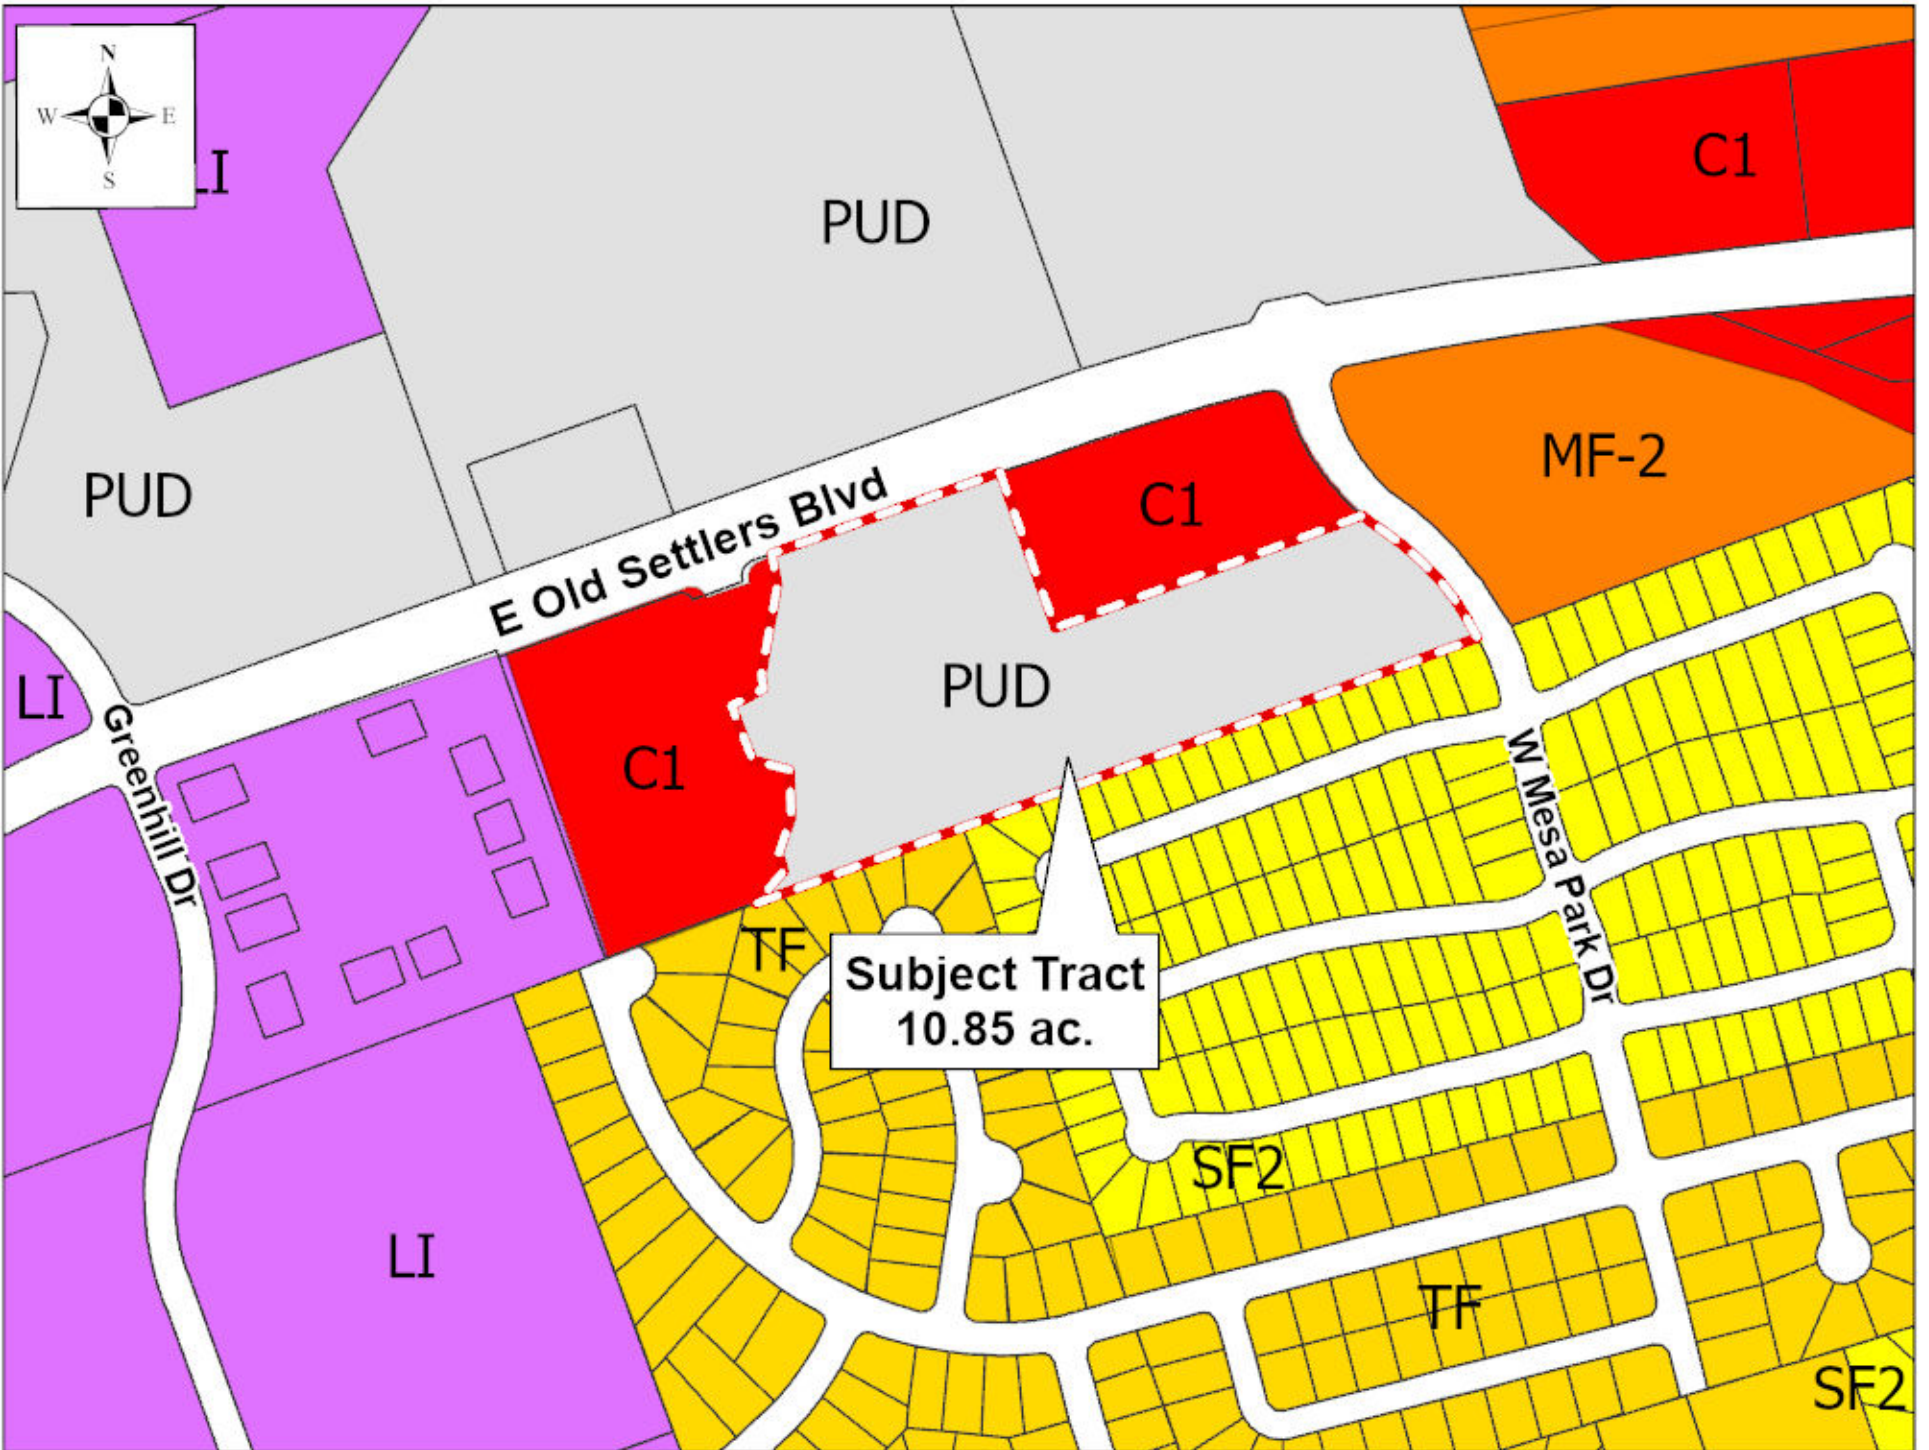 N
W E
S
LI
PUD
C1
PUD
MF-2
C1
E Old Settlers Blvd
LI
PUD
C1
Greenhill Dr
W Mesa Park Dr
TF
Subject Tract
10.85 ac.
SF2
LI
TF
SF2